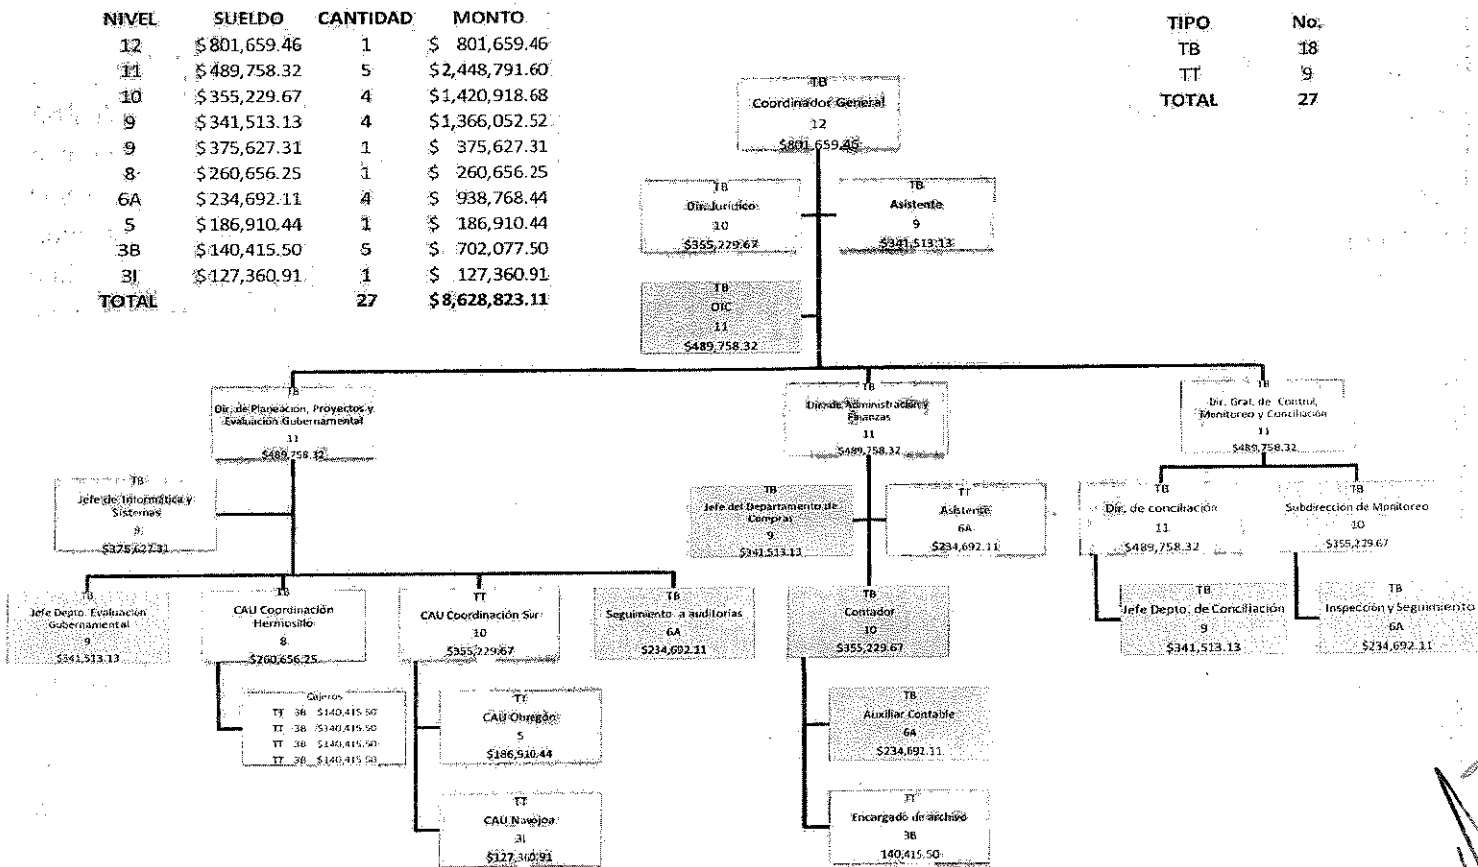 NIVEL SUELDO CANTIDAD MONTO
12 $801,659.46 1 $ 801,659.46
11 $489,758.32 5 $2,448,791.60
10 $355,229.67 4 $1,420,918.68
9 $341,513.13 4 $1,366,052.52
9 $375,627.31 1 $ 375,627.31
8 $260,656.25 1 $ 260,656.25
6A $234,692.11 4 $ 938,768.44
5 $186,910.44 1 $ 186,910.44
3B $140,415.50 5 $ 702,077.50
3I $127,360.91 1 $ 127,360.91
TOTAL 27 $8,628,823.11
TIPO No.
TB 18
TT 9
TOTAL 27
TB
Coordinador General
12
$801,659.46
TB
Dir. Jurídico
10
$355,229.67
TB
Asistente
9
$341,513.13
TB
OIC
11
$489,758.32
TB
Dir. de Planeación, Proyectos y
Evaluación Gubernamental
11
$489,758.32
TB
Dir. de Administración y
Finanzas
11
$489,758.32
TB
Dir. Gral. de Control,
Monitoreo y Conciliación
11
$489,758.32
TB
Jefe de Informática y
Sistemas
9
$375,627.31
TB
Jefe del Departamento de
Compras
9
$341,513.13
TT
Asistente
6A
$234,692.11
TB
Dir. de conciliación
11
$489,758.32
TB
Subdirección de Monitoreo
10
$355,229.67
TB
Jefe Depto. Evaluación
Gubernamental
9
$341,513.13
TB
CAU Coordinación
Hermosillo
8
$260,656.25
TT
CAU Coordinación Sur
10
$355,229.67
TB
Seguimiento a auditorías
6A
$234,692.11
TB
Contador
10
$355,229.67
TB
Jefe Depto. de Conciliación
9
$341,513.13
TB
Inspección y Seguimiento
6A
$234,692.11
Cajeros
TT 3B $140,415.50
TT 3B $140,415.50
TT 3B $140,415.50
TT 3B $140,415.50
TT
CAU Obregón
5
$186,910.44
TB
Auxiliar Contable
6A
$234,692.11
TT
CAU Navojoa
3I
$127,360.91
TT
Encargado de archivo
3B
140,415.50